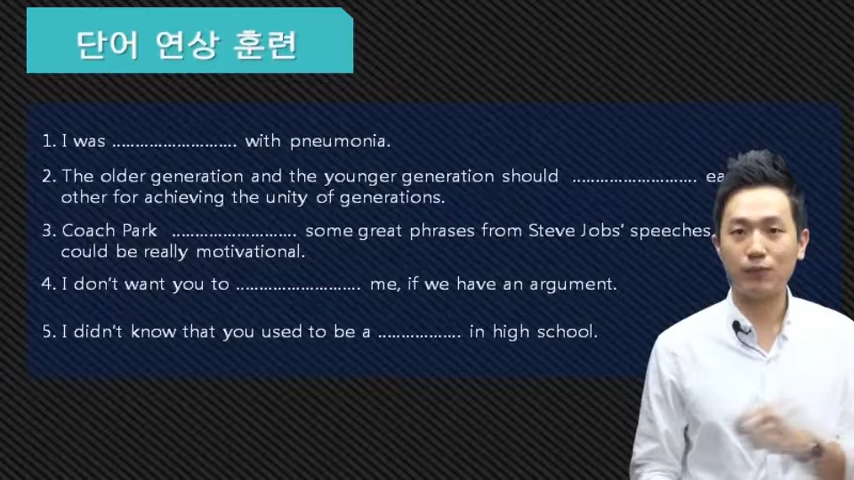 단어 연상 훈련
1. I was .......................... with pneumonia.
2. The older generation and the younger generation should .......................... ea
other for achieving the unity of generations.
3. Coach Park .......................... some great phrases from Steve Jobs' speeches,
could be really motivational.
4. I don't want you to .......................... me, if we have an argument.
5. I didn't know that you used to be a .................. in high school.